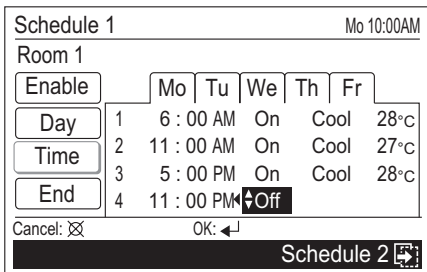 Schedule 1 Mo 10:00AM
Room 1
Enable Mo Tu We Th Fr
Day 1 6 : 00 AM On Cool 28°C
Time 2 11 : 00 AM On Cool 27°C
3 5 : 00 PM On Cool 28°C
End 4 11 : 00 PM Off
Cancel: OK:
Schedule 2